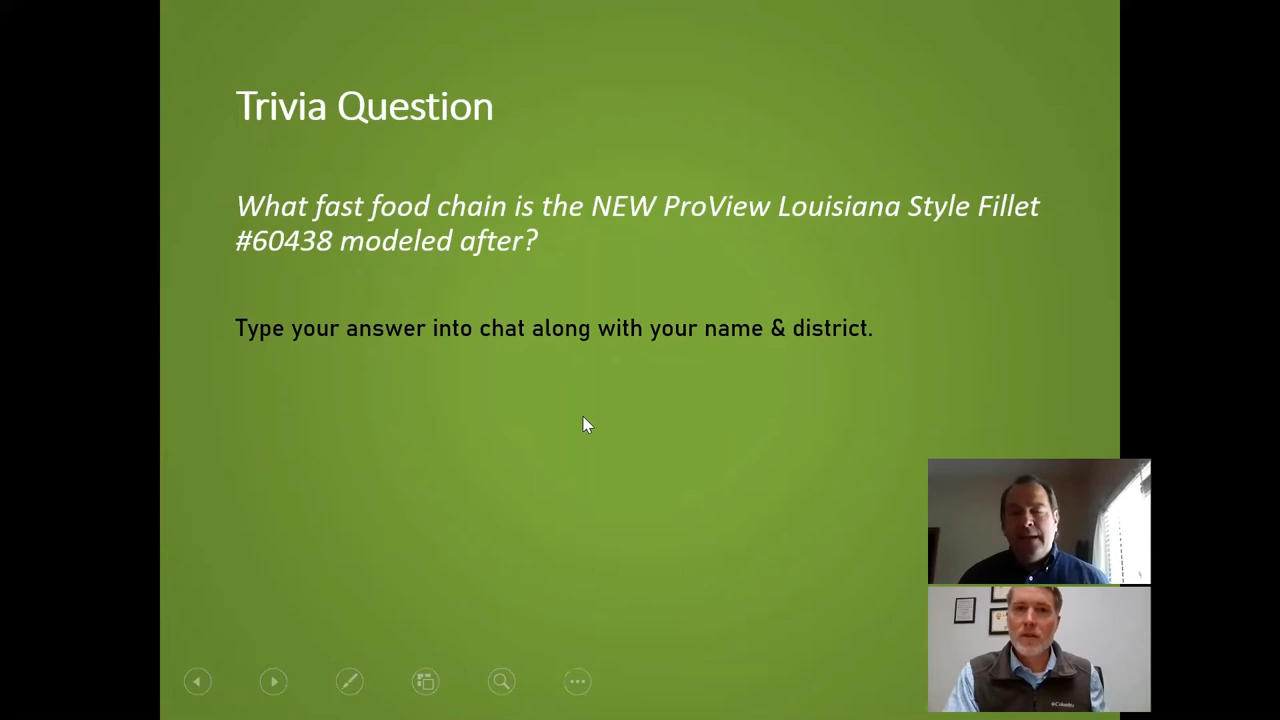 Trivia Question
What fast food chain is the NEW ProView Louisiana Style Fillet
#60438 modeled after?
Type your answer into chat along with your name & district.
Columbia